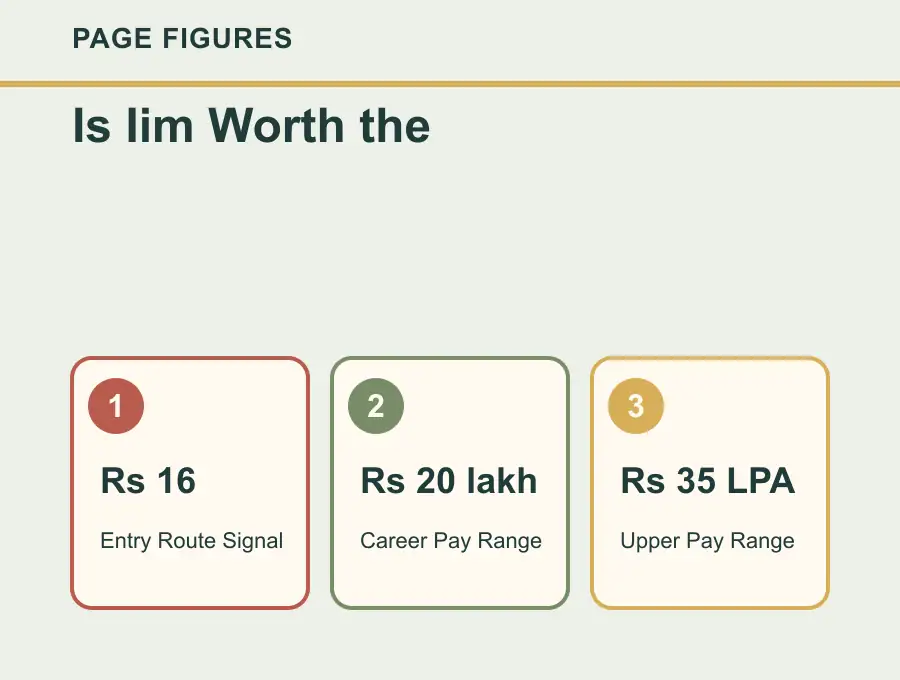 PAGE FIGURES
Is Iim Worth the
1
Rs 16
Entry Route Signal
2
Rs 20 lakh
Career Pay Range
3
Rs 35 LPA
Upper Pay Range